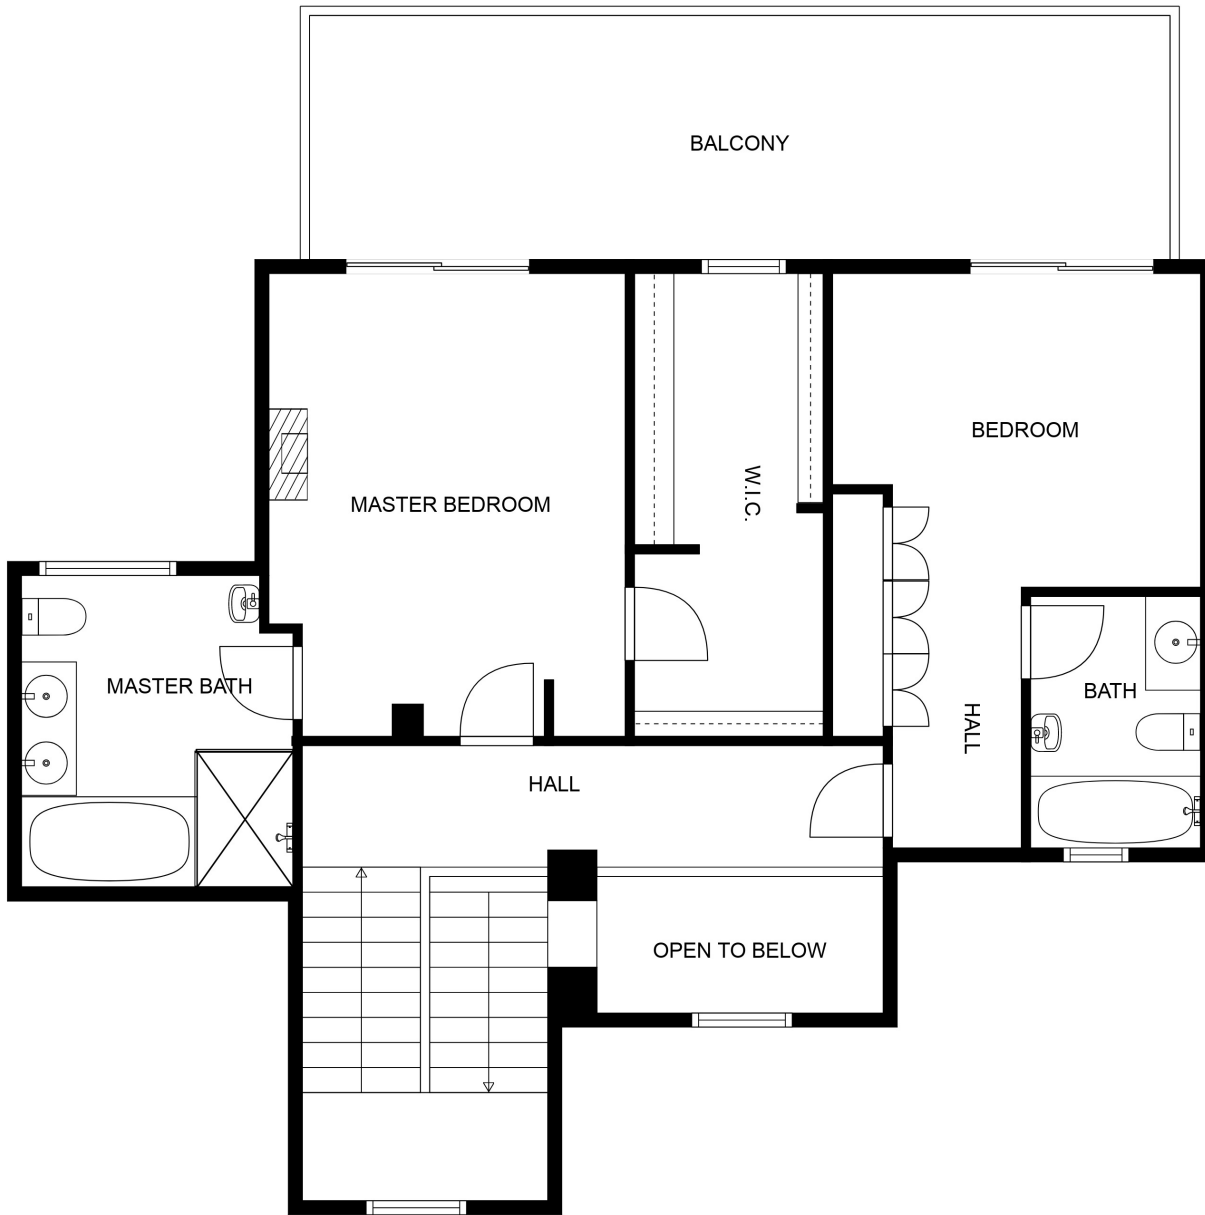 BALCONY
BEDROOM
MASTER BEDROOM
W.I.C.
MASTER BATH
BATH
HALL
HALL
OPEN TO BELOW